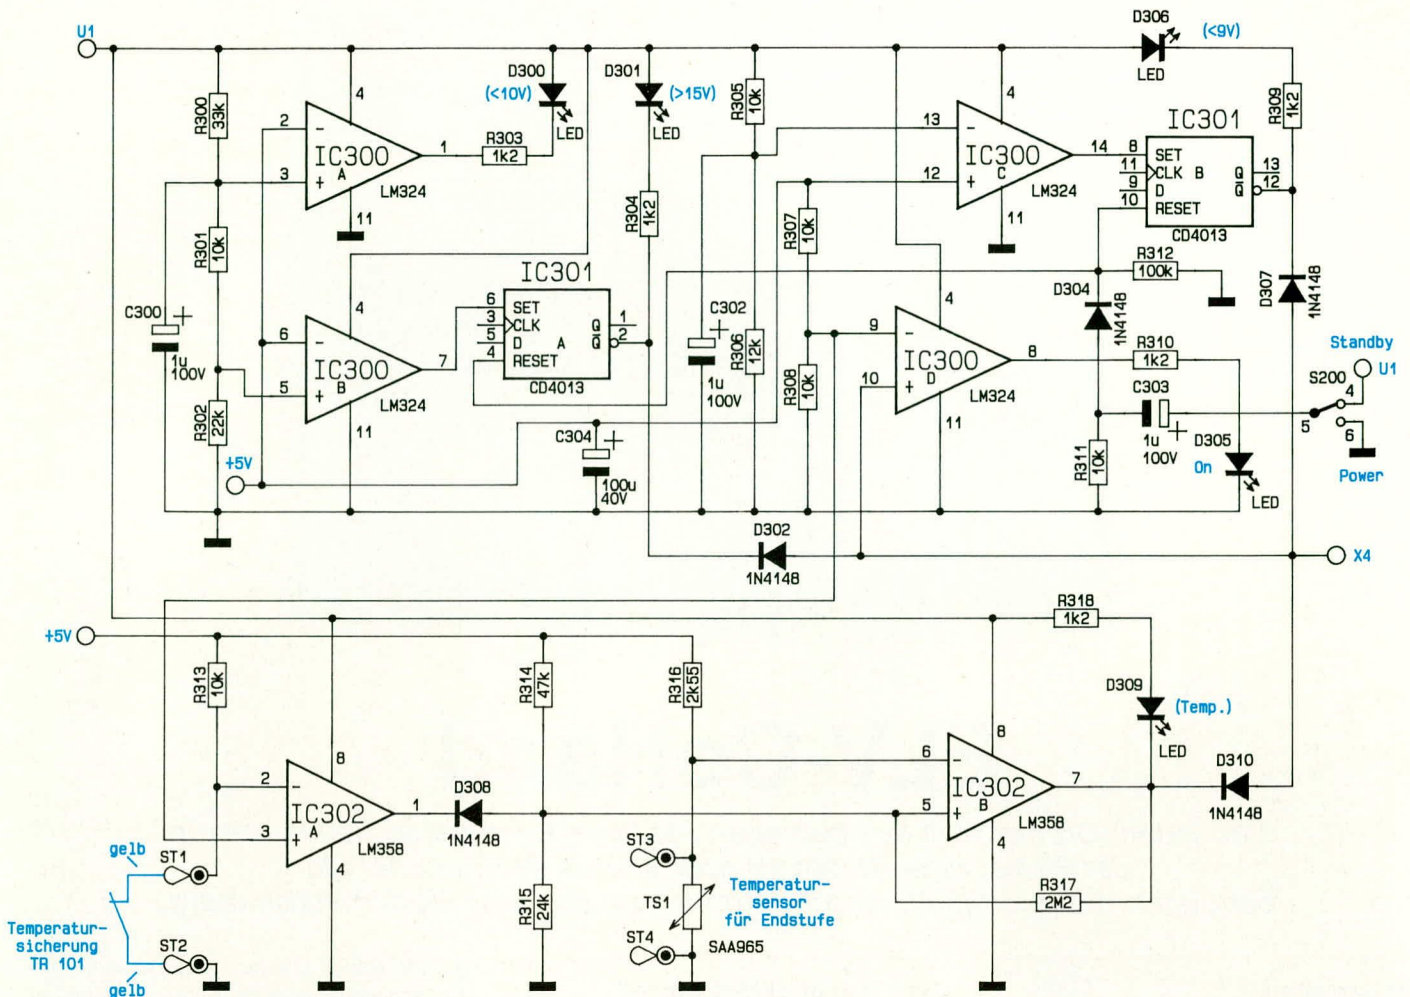 U1
D306
(<9V)
LED
R300
33k
4
2
3
-
+
IC300
A
LM324
1
11
R303
1k2
D300
(<10V)
LED
D301
(>15V)
LED
R305
10k
13
12
-
+
4
IC300
C
LM324
14
11
IC301
8
11
9
10
SET
CLK B
D
RESET
Q
Q
13
12
CD4013
R309
1k2
R301
10k
R304
1k2
R307
10k
R312
100k
D307
1N4148
C300
+
1u
100V
4
6
5
-
+
IC300
B
LM324
7
11
IC301
6
3
5
4
SET
CLK
D A
RESET
Q
Q
1
2
CD4013
C302
+
1u
100V
R306
12k
R308
10k
9
10
-
+
4
IC300
D
LM324
8
11
D304
1N4148
R310
1k2
C303
+
1u
100V
D305
On
LED
Standby
U1
S200
4
5
6
Power
R302
22k
+5V
C304
+
100u
40V
R311
10k
D302
1N4148
X4
+5V
R313
10k
R314
47k
R316
2k55
R318
1k2
D309
(Temp.)
LED
8
2
3
-
+
IC302
A
LM358
1
4
D308
1N4148
8
6
5
-
+
IC302
B
LM358
7
4
D310
1N4148
gelb
ST1
Temperatur-
sicherung
TR 101
ST2
gelb
R315
24k
ST3
TS1
ST4
SAA965
Temperatur-
sensor
für Endstufe
R317
2M2